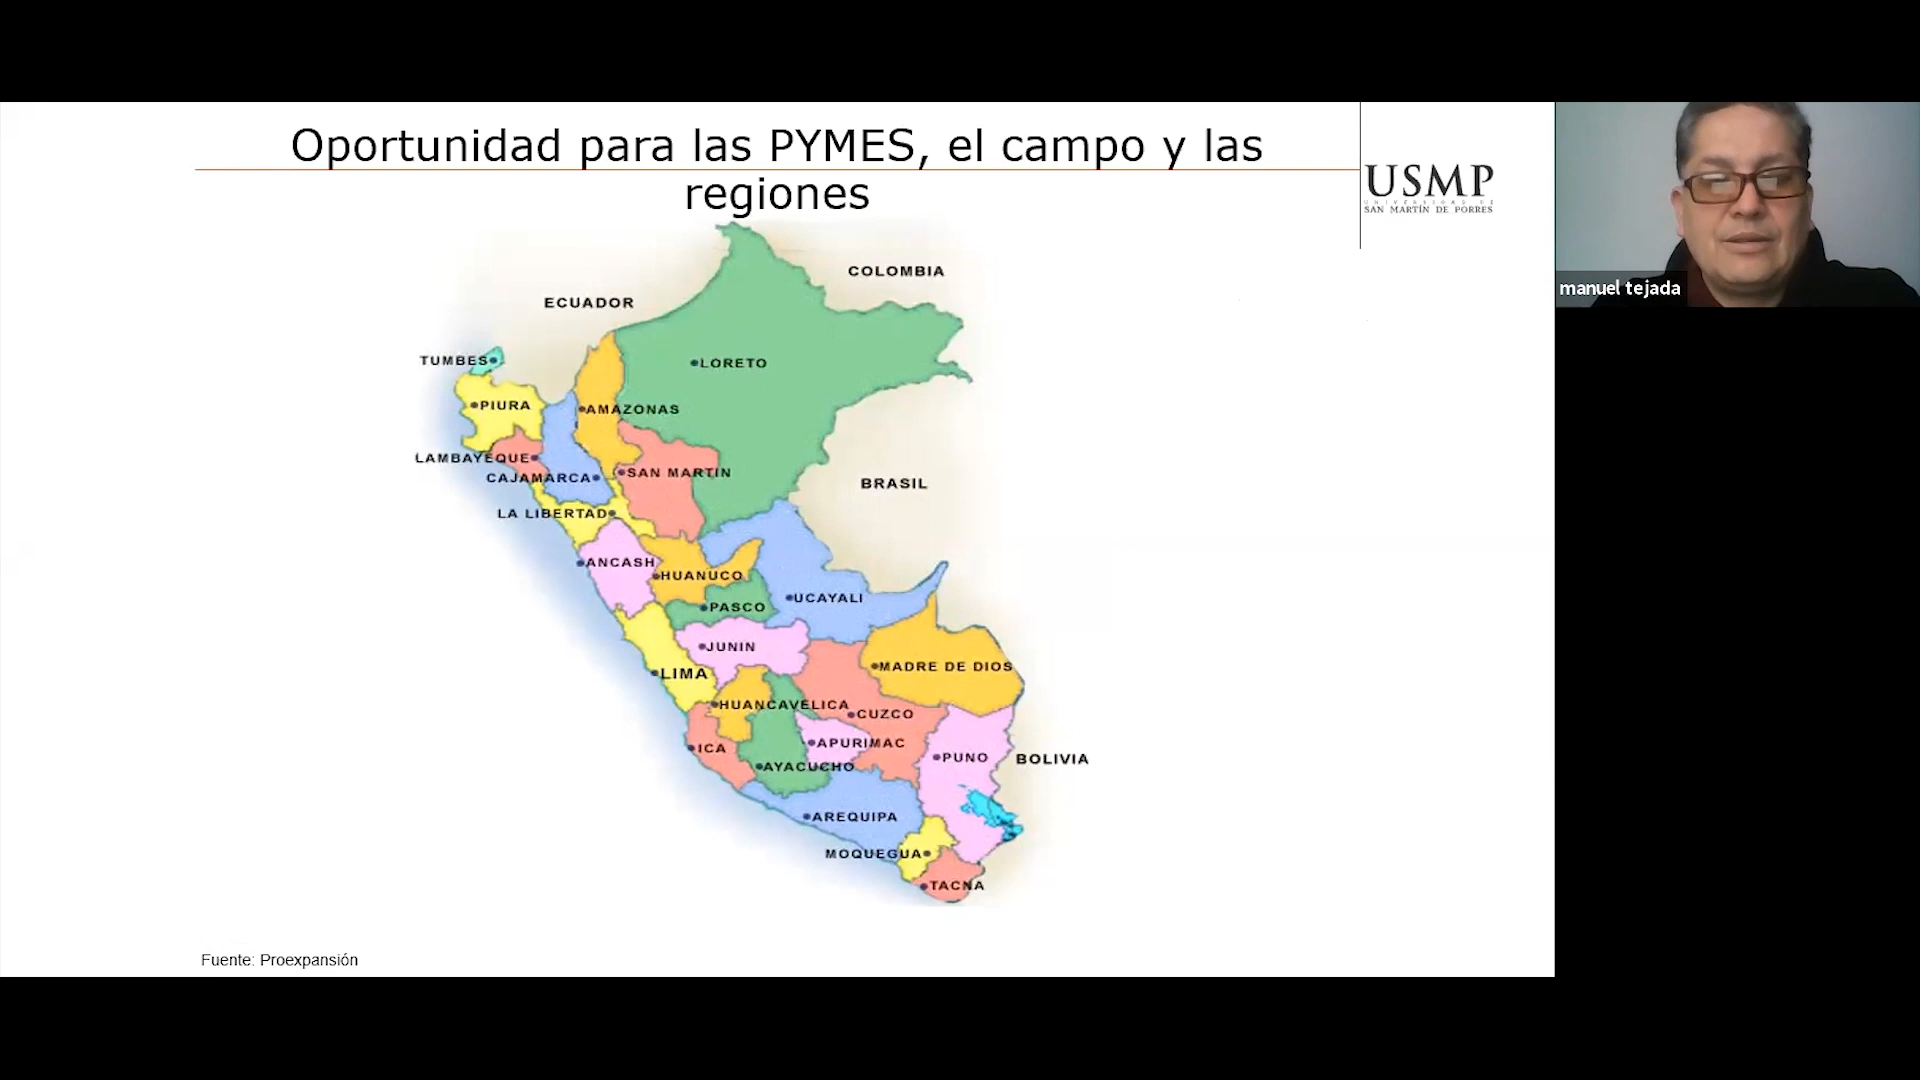 Oportunidad para las PYMES, el campo y las
regiones
USMP
UNIVERSIDAD DE
SAN MARTÍN DE PORRES
manuel tejada
COLOMBIA
ECUADOR
TUMBES
LORETO
PIURA
AMAZONAS
LAMBAYEQUE
SAN MARTIN
CAJAMARCA
BRASIL
LA LIBERTAD
ANCASH
HUANUCO
UCAYALI
PASCO
JUNIN
MADRE DE DIOS
LIMA
HUANCAVELICA
CUZCO
APURIMAC
ICA
PUNO
BOLIVIA
AYACUCHO
AREQUIPA
MOQUEGUA
TACNA
Fuente: Proexpansión